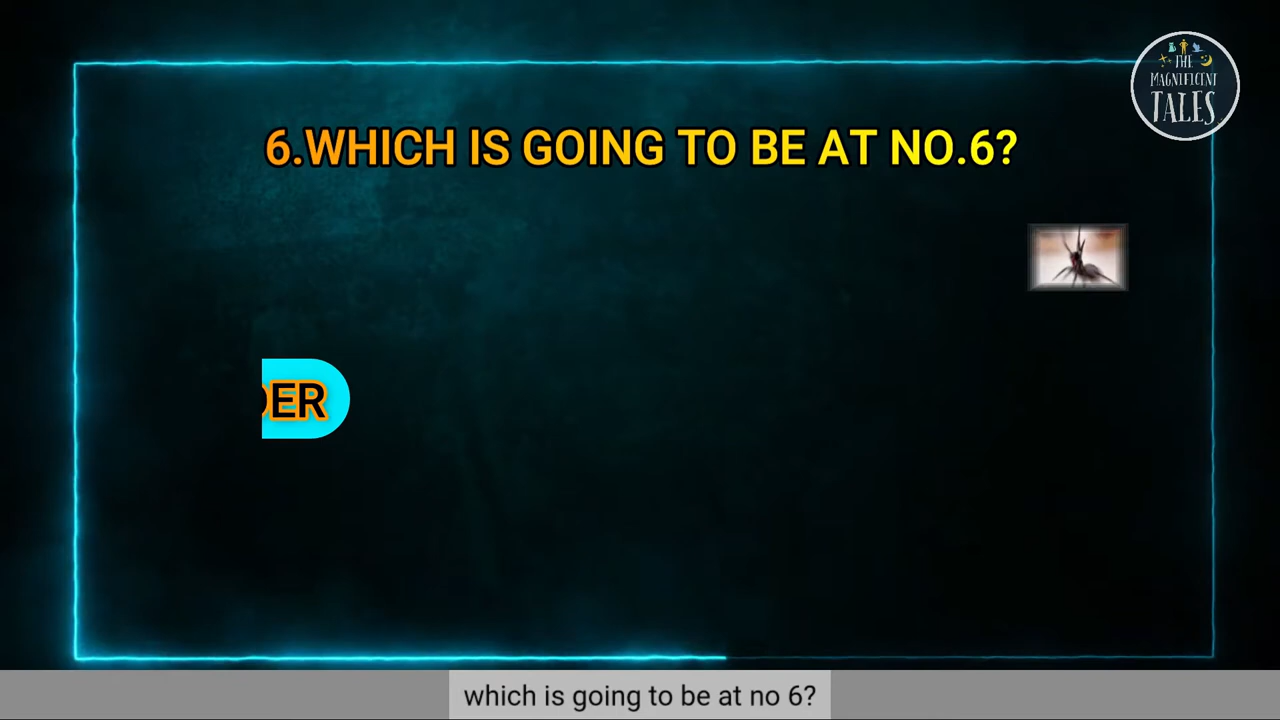 THE
MAGNIFICENT
TALES
6.WHICH IS GOING TO BE AT NO.6?
DER
which is going to be at no 6?